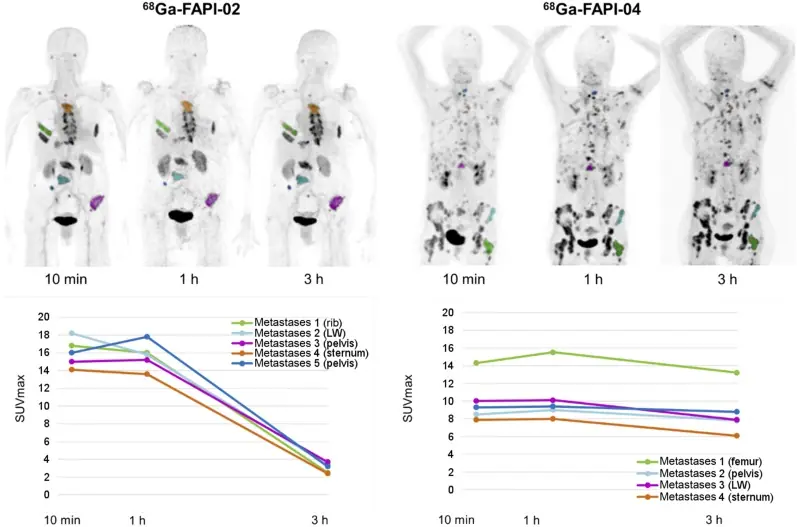 68Ga-FAPI-02
68Ga-FAPI-04
10 min
1 h
3 h
10 min
1 h
3 h
SUVmax
20
18
16
14
12
10
8
6
4
2
0
Metastases 1 (rib)
Metastases 2 (LW)
Metastases 3 (pelvis)
Metastases 4 (sternum)
Metastases 5 (pelvis)
10 min
1 h
3 h
SUVmax
20
18
16
14
12
10
8
6
4
2
0
Metastases 1 (femur)
Metastases 2 (pelvis)
Metastases 3 (LW)
Metastases 4 (sternum)
10 min
1 h
3 h